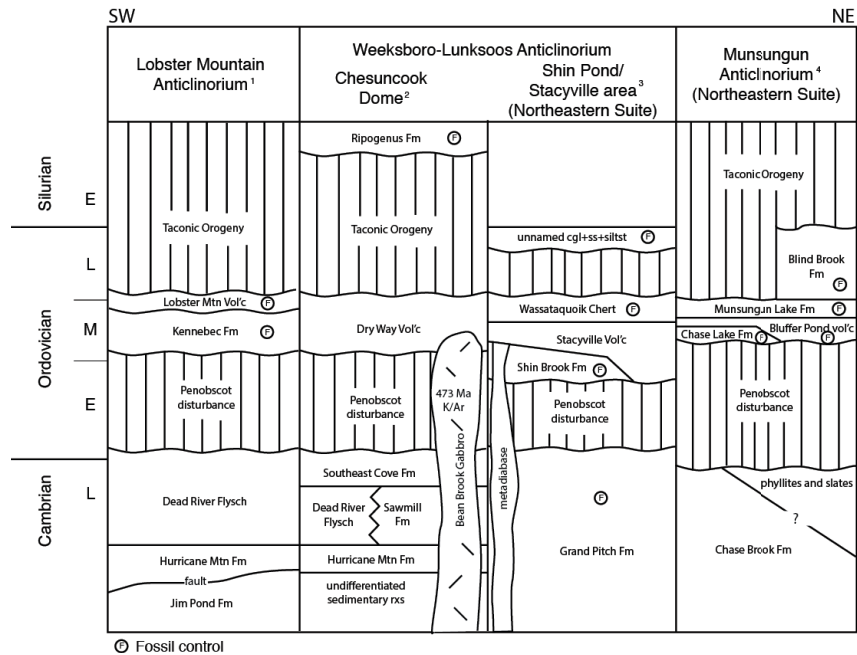 SW
NE
Lobster Mountain
Anticlinorium 1
Weeksboro-Lunksoos Anticlinorium
Chesuncook
Dome 2
Shin Pond/
Stacyville area 3
(Northeastern Suite)
Munsungun
Anticlinorium 4
(Northeastern Suite)
Silurian
E
Ordovician
L
M
E
Cambrian
L
Taconic Orogeny
Lobster Mtn Vol'c F
Kennebec Fm F
Penobscot
disturbance
Dead River Flysch
Hurricane Mtn Fm
fault
Jim Pond Fm
Ripogenus Fm F
Taconic Orogeny
Dry Way Vol'c
Penobscot
disturbance
Southeast Cove Fm
Dead River
Flysch
Sawmill
Fm
Hurricane Mtn Fm
undifferentiated
sedimentary rxs
473 Ma
K/Ar
Bean Brook Gabbro
metadiabase
unnamed cgl+ss+siltst F
Wassataquoik Chert F
Stacyville Vol'c
Shin Brook Fm F
Penobscot
disturbance
F
Grand Pitch Fm
Taconic Orogeny
Blind Brook
Fm
F
Munsungun Lake Fm F
Chase Lake Fm F
Bluffer Pond vol'c
F
Penobscot
disturbance
phyllites and slates
?
Chase Brook Fm
F Fossil control